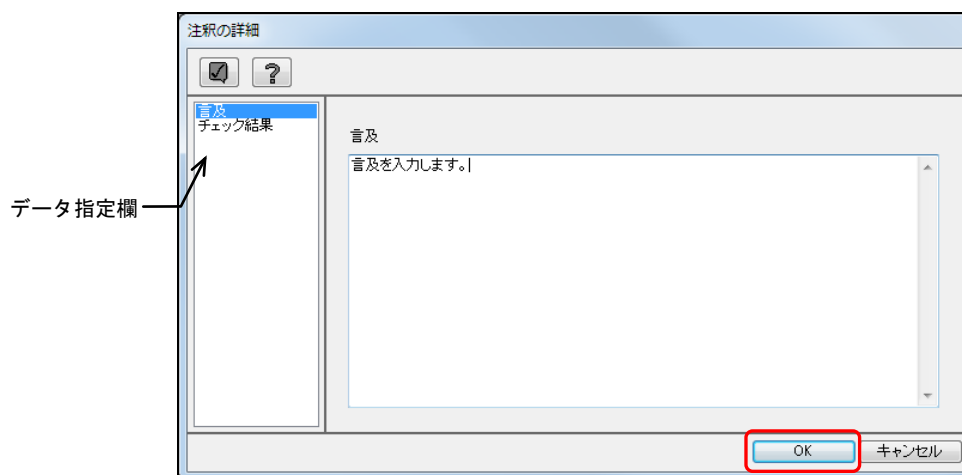 注釈の詳細
言及
チェック結果
言及
言及を入力します。
データ指定欄
OK
キャンセル